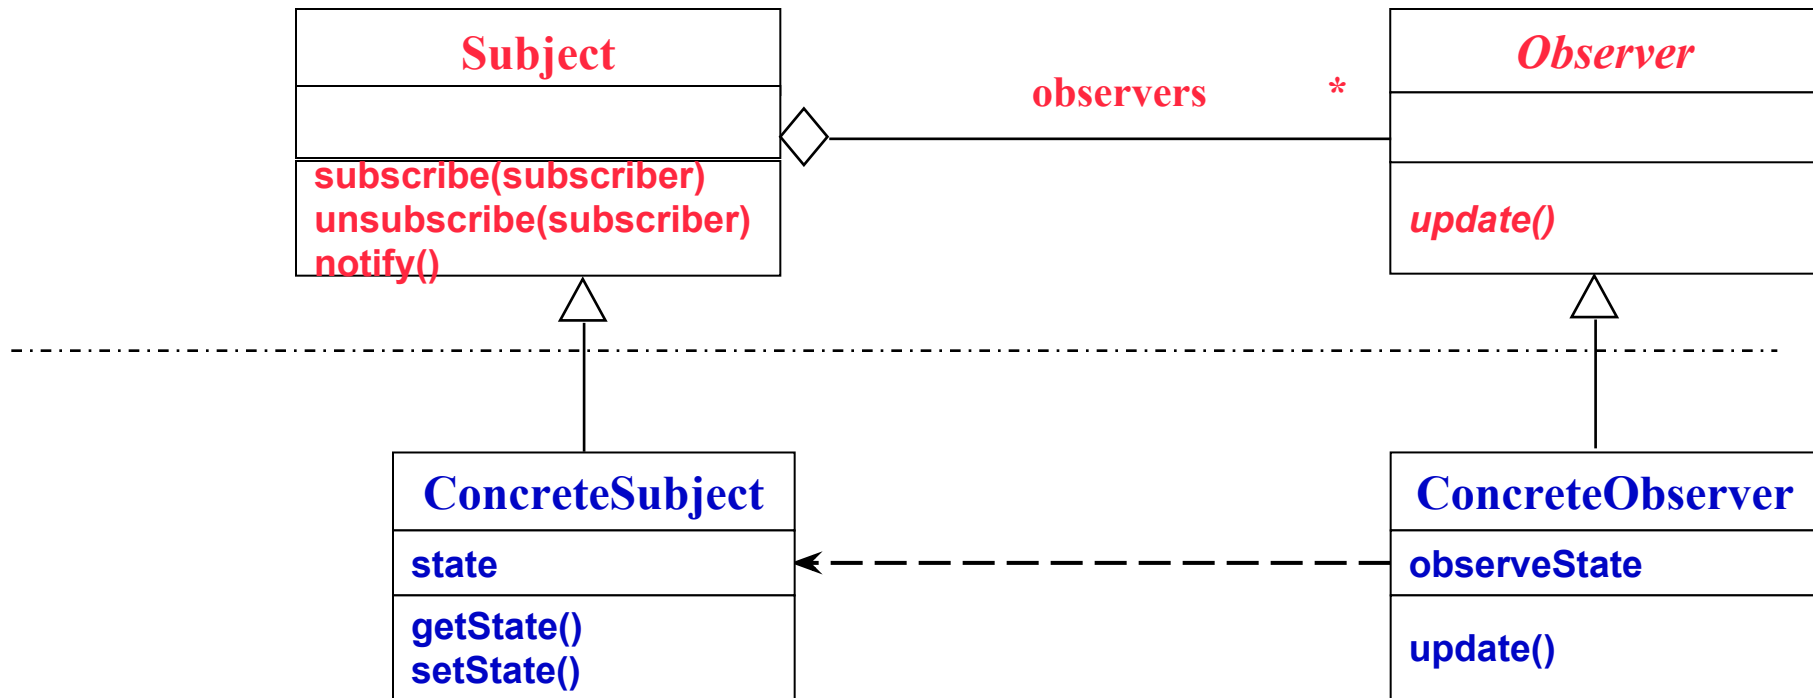 Subject
Observer
observers *
subscribe(subscriber)
unsubscribe(subscriber)
notify()
update()
ConcreteSubject
ConcreteObserver
state
observeState
getState()
setState()
update()